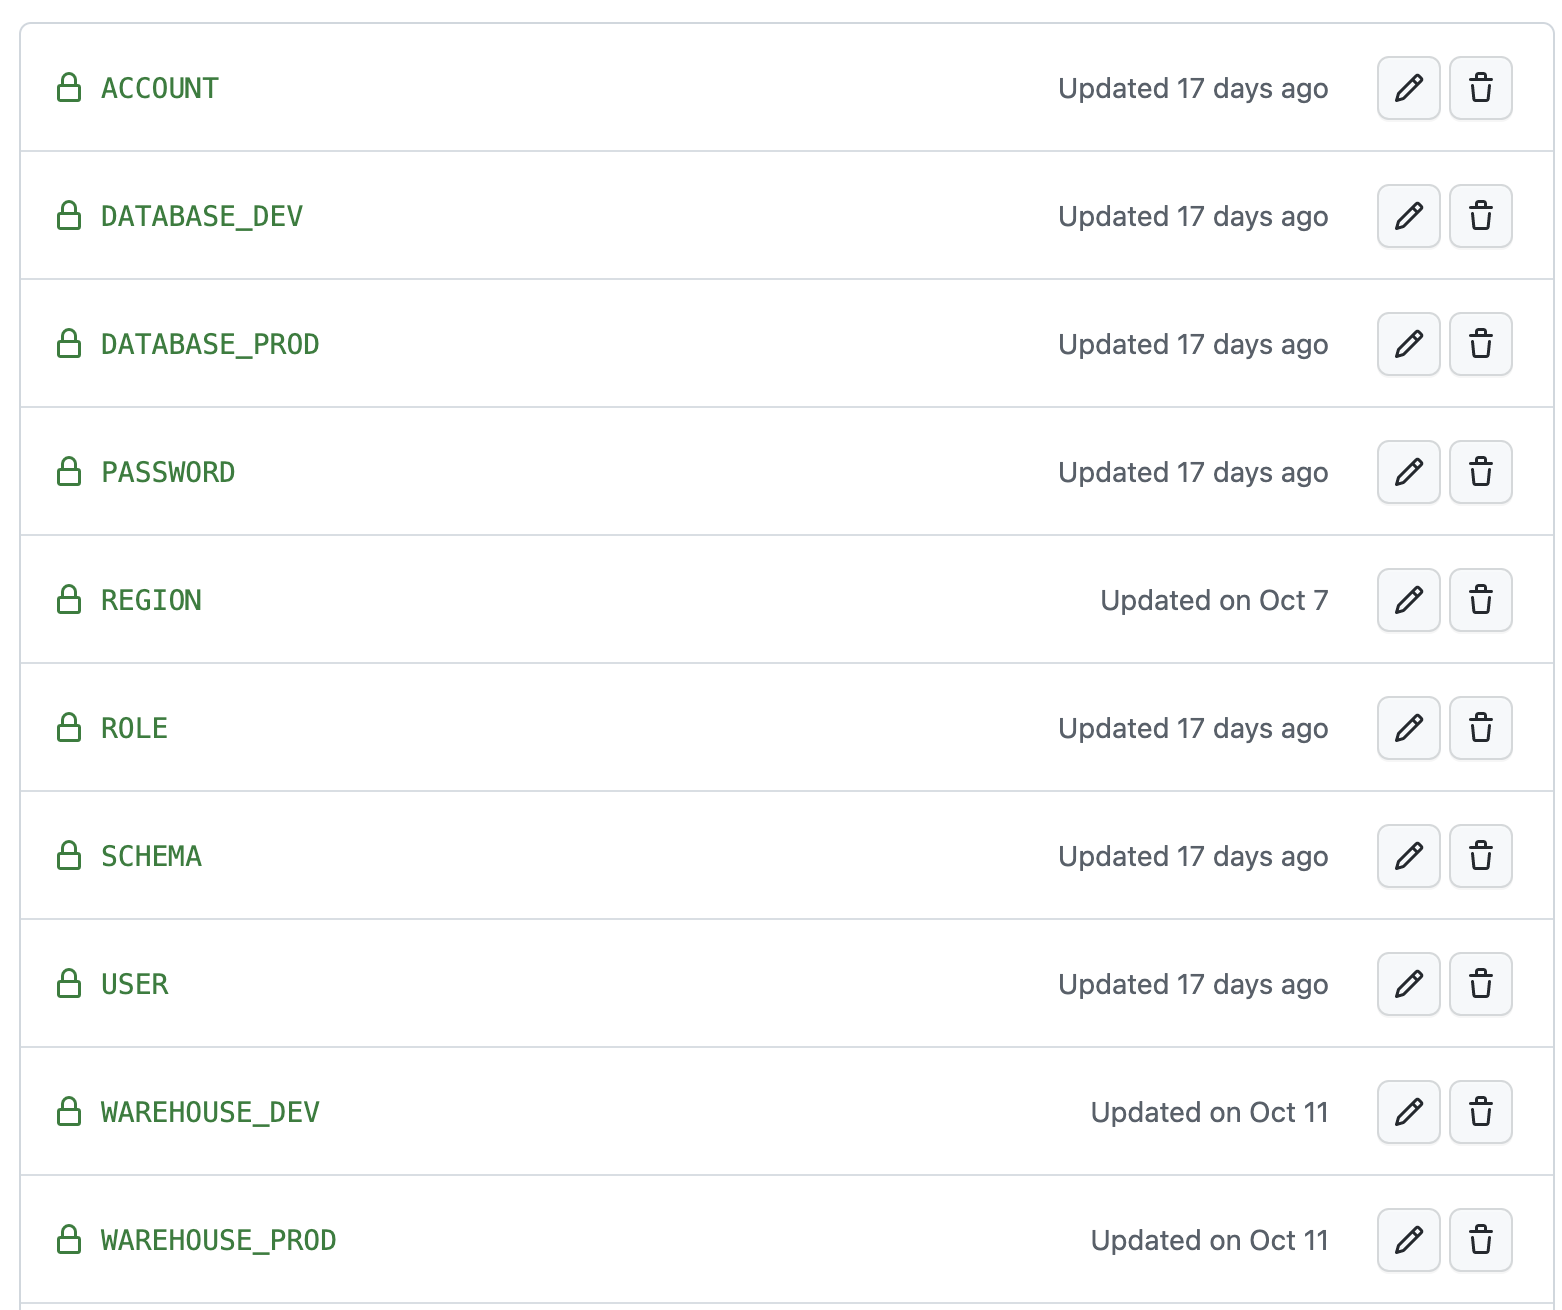 ACCOUNT Updated 17 days ago
DATABASE_DEV Updated 17 days ago
DATABASE_PROD Updated 17 days ago
PASSWORD Updated 17 days ago
REGION Updated on Oct 7
ROLE Updated 17 days ago
SCHEMA Updated 17 days ago
USER Updated 17 days ago
WAREHOUSE_DEV Updated on Oct 11
WAREHOUSE_PROD Updated on Oct 11